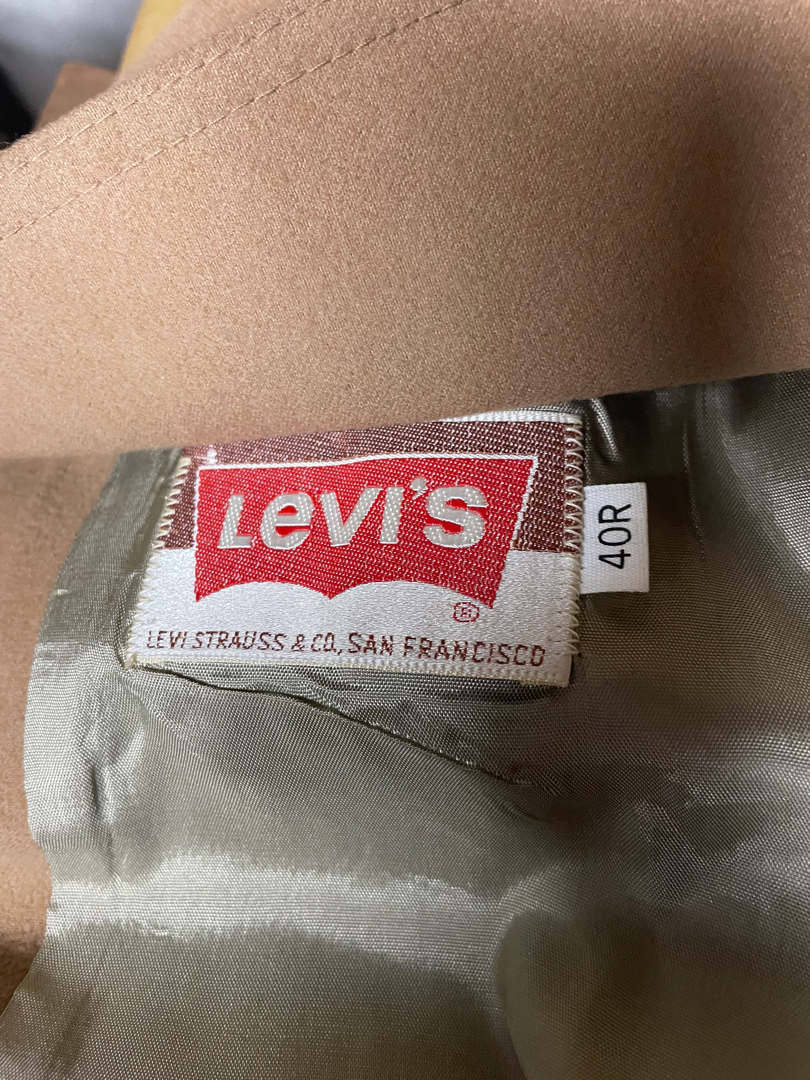 LEVI'S
®
40R
LEVI STRAUSS & CO., SAN FRANCISCO